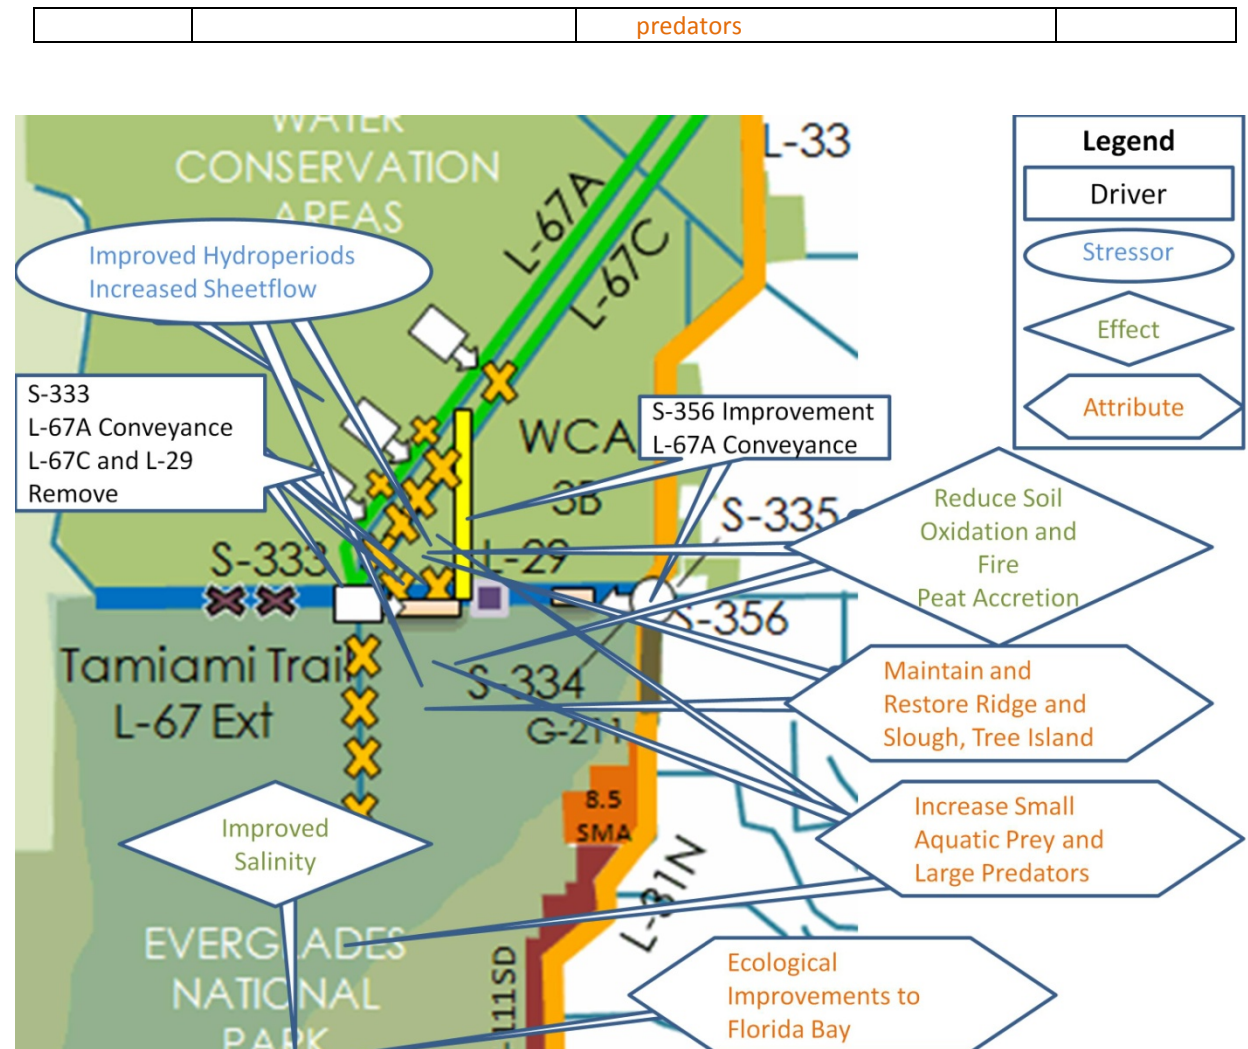 predators
WATER
CONSERVATION
AREAS
L-33
Legend
Driver
Stressor
Effect
Attribute
L-67A
L-67C
Improved Hydroperiods
Increased Sheetflow
S-333
L-67A Conveyance
L-67C and L-29
Remove
S-356 Improvement
L-67A Conveyance
WCA
3B
S-335
Reduce Soil
Oxidation and
Fire
Peat Accretion
S-333
L-29
S-356
Tamiami Trail
L-67 Ext
S-334
G-211
Maintain and
Restore Ridge and
Slough, Tree Island
8.5
SMA
Increase Small
Aquatic Prey and
Large Predators
Improved
Salinity
L-31N
EVERGLADES
NATIONAL
PARK
111SD
Ecological
Improvements to
Florida Bay